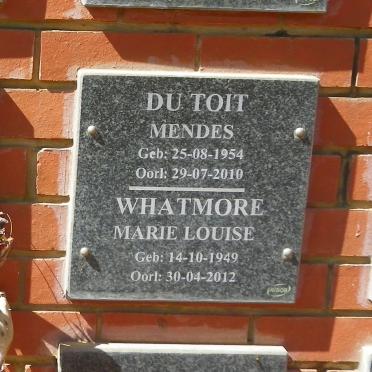 DU TOIT
MENDES
Geb: 25-08-1954
Oorl: 29-07-2010
WHATMORE
MARIE LOUISE
Geb: 14-10-1949
Oorl: 30-04-2012